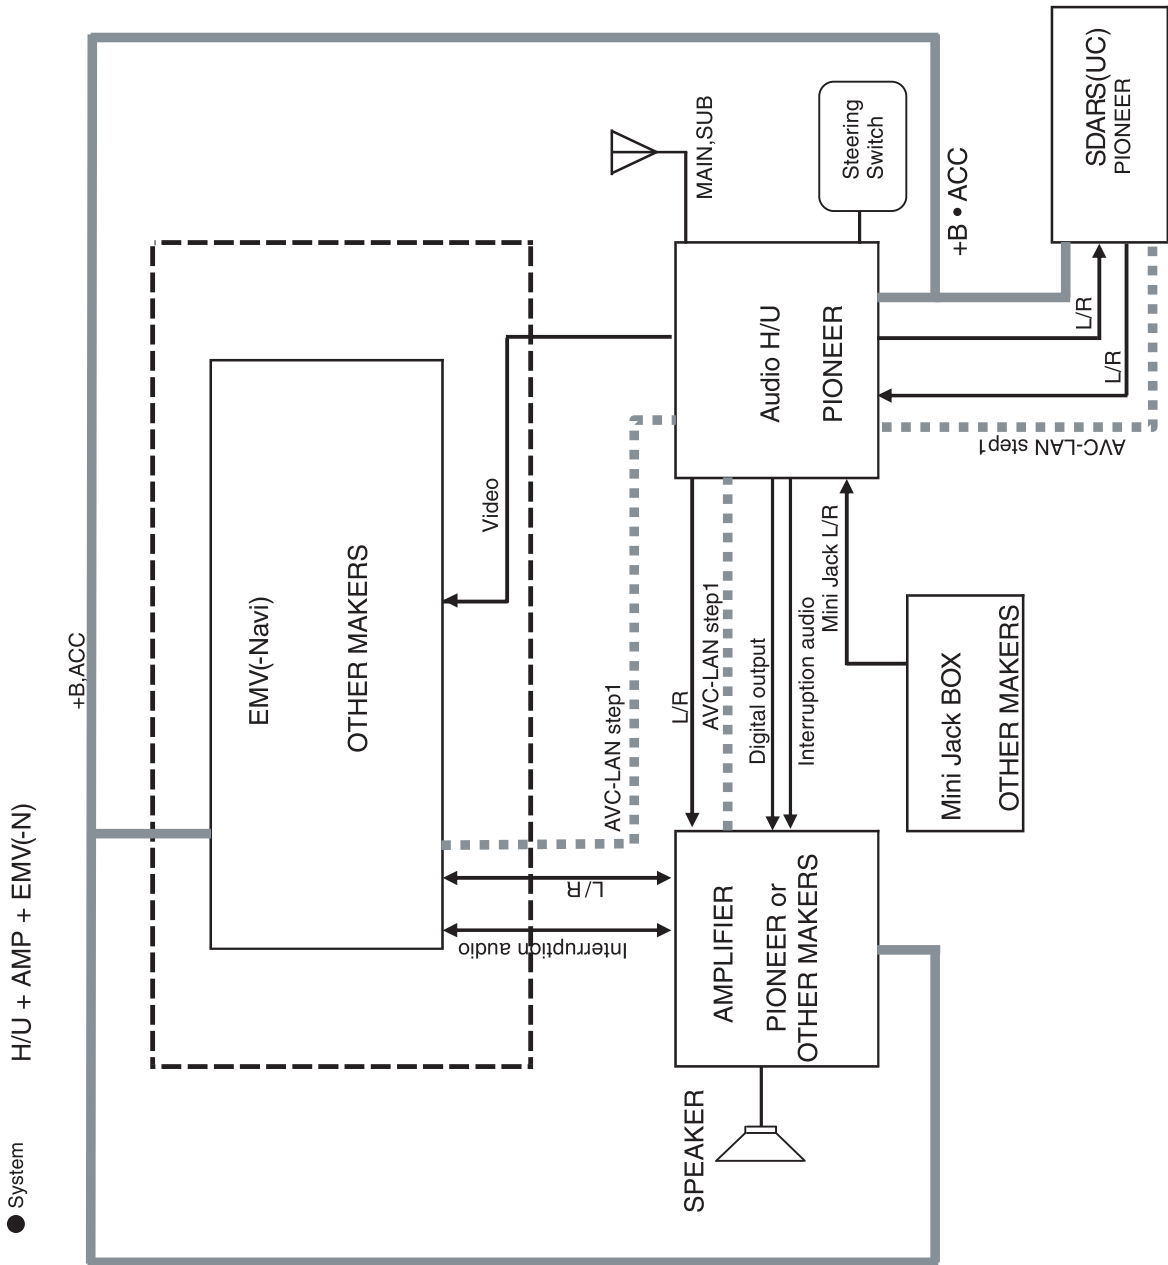 ● System
H/U + AMP + EMV(-N)
+B,ACC
EMV(-Navi)
OTHER MAKERS
Video
AVC-LAN step1
L/R
Interruption audio
MAIN,SUB
Steering
Switch
+B • ACC
SDARS(UC)
PIONEER
Audio H/U
PIONEER
L/R
L/R
AVC-LAN step1
L/R
AVC-LAN step1
Digital output
Interruption audio
Mini Jack L/R
Mini Jack BOX
OTHER MAKERS
AMPLIFIER
PIONEER or
OTHER MAKERS
SPEAKER